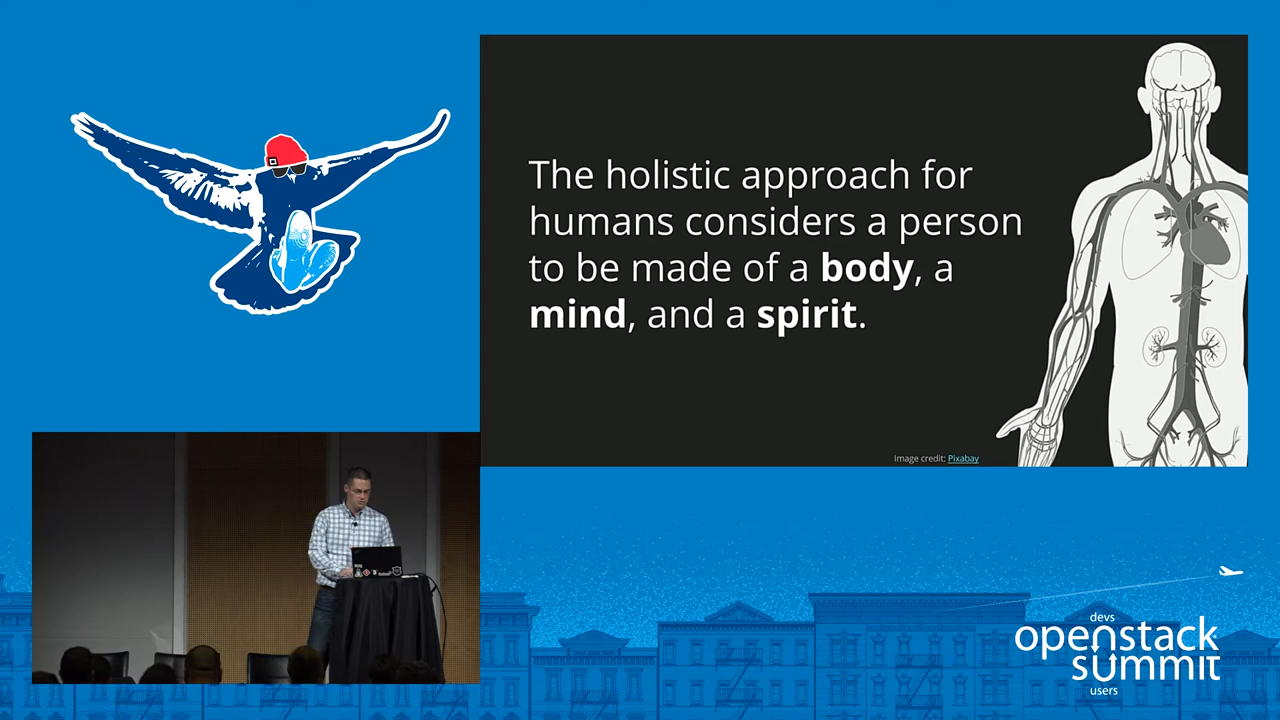 The holistic approach for
humans considers a person
to be made of a body, a
mind, and a spirit.
Image credit: Pixabay
devs
openstack
summit
users